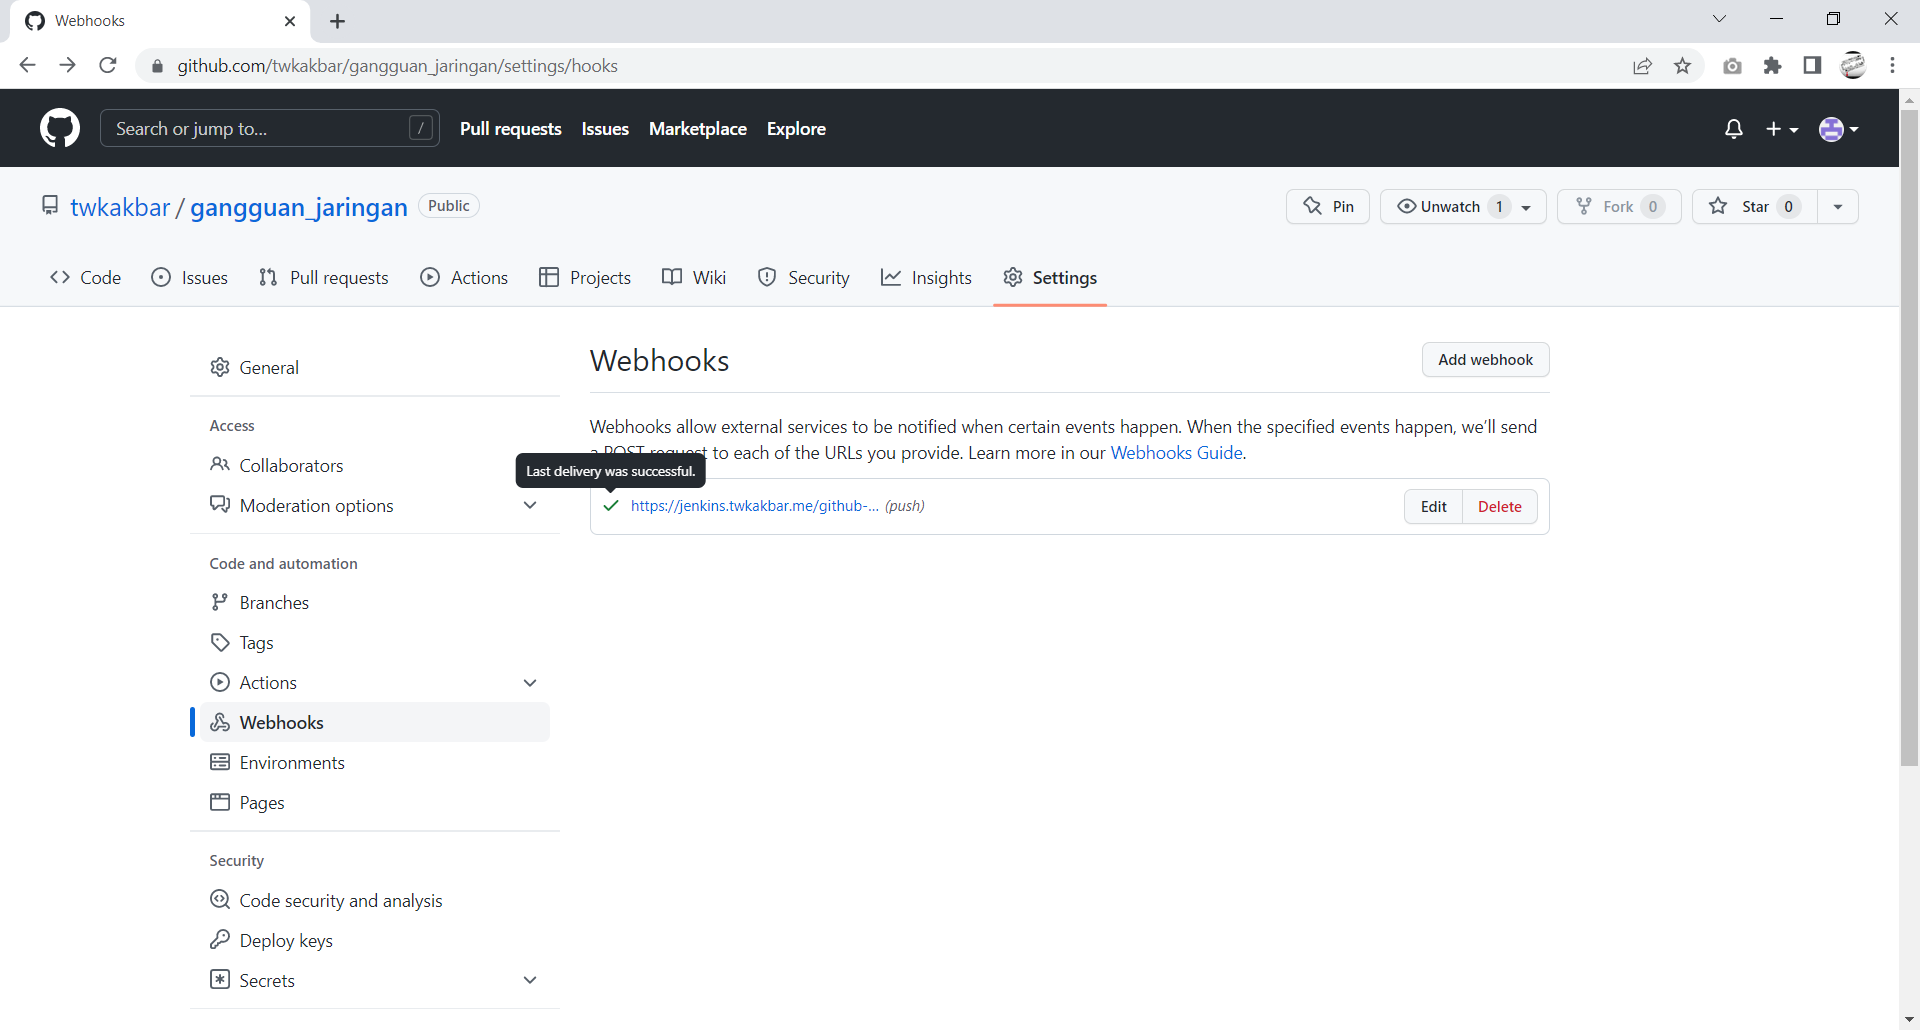 Webhooks
github.com/twkakbar/gangguan_jaringan/settings/hooks
Search or jump to... /
Pull requests Issues Marketplace Explore
twkakbar / gangguan_jaringan Public
Pin Unwatch 1 Fork 0 Star 0
Code Issues Pull requests Actions Projects Wiki Security Insights Settings
General
Access
Collaborators
Moderation options
Code and automation
Branches
Tags
Actions
Webhooks
Environments
Pages
Security
Code security and analysis
Deploy keys
Secrets
Webhooks
Add webhook
Webhooks allow external services to be notified when certain events happen. When the specified events happen, we'll send
a POST request to each of the URLs you provide. Learn more in our Webhooks Guide.
Last delivery was successful.
https://jenkins.twkakbar.me/github-... (push)
Edit Delete